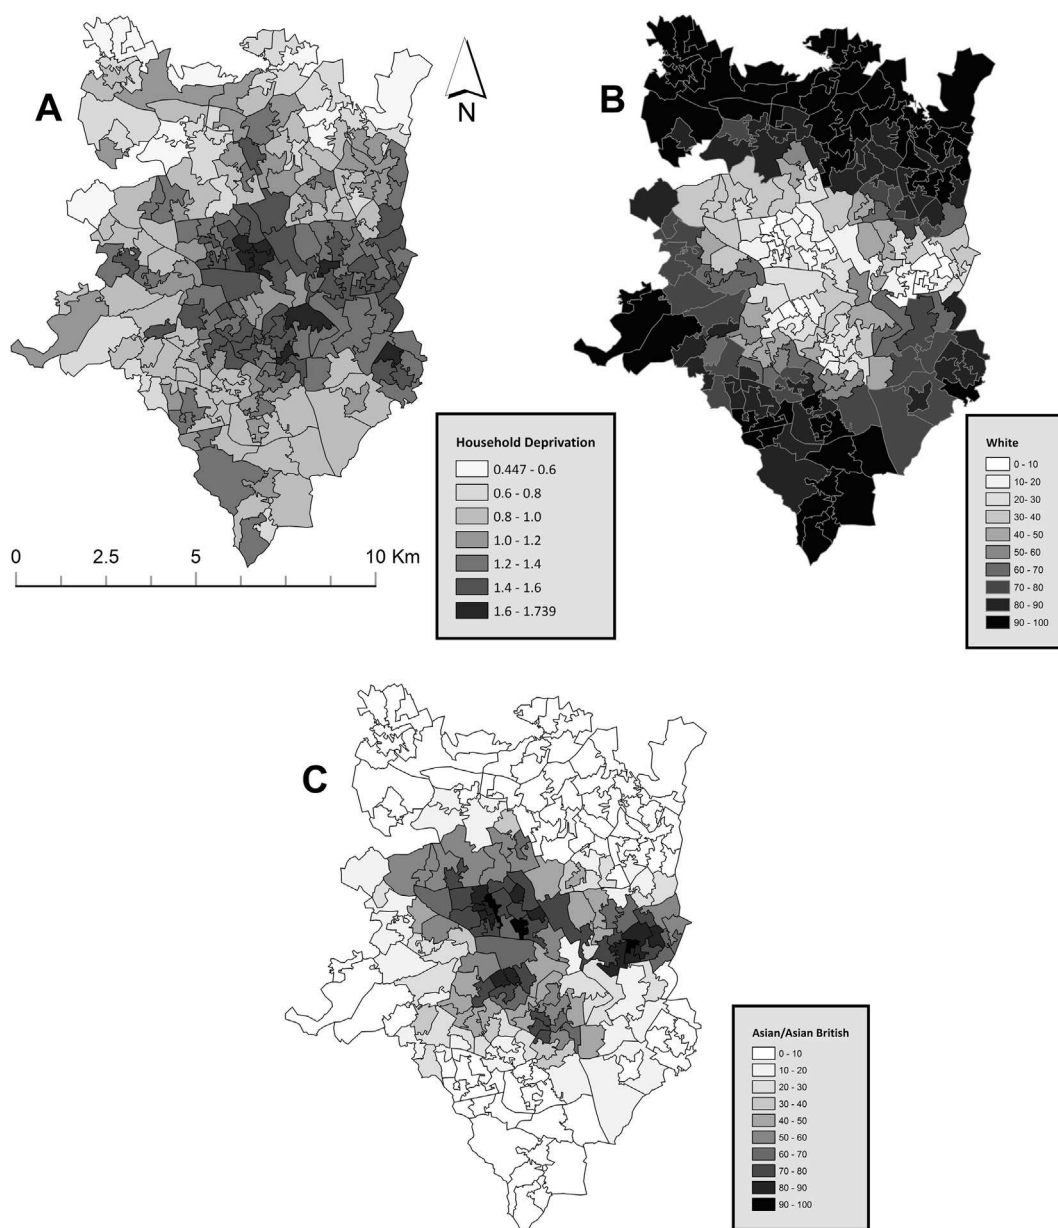 A
N
Household Deprivation
0.447 - 0.6
0.6 - 0.8
0.8 - 1.0
1.0 - 1.2
1.2 - 1.4
1.4 - 1.6
1.6 - 1.739
0 2.5 5 10 Km
B
White
0 - 10
10- 20
20 - 30
30- 40
40 - 50
50- 60
60 - 70
70 - 80
80 - 90
90 - 100
C
Asian/Asian British
0 - 10
10 - 20
20 - 30
30 - 40
40 - 50
50 - 60
60 - 70
70 - 80
80 - 90
90 - 100